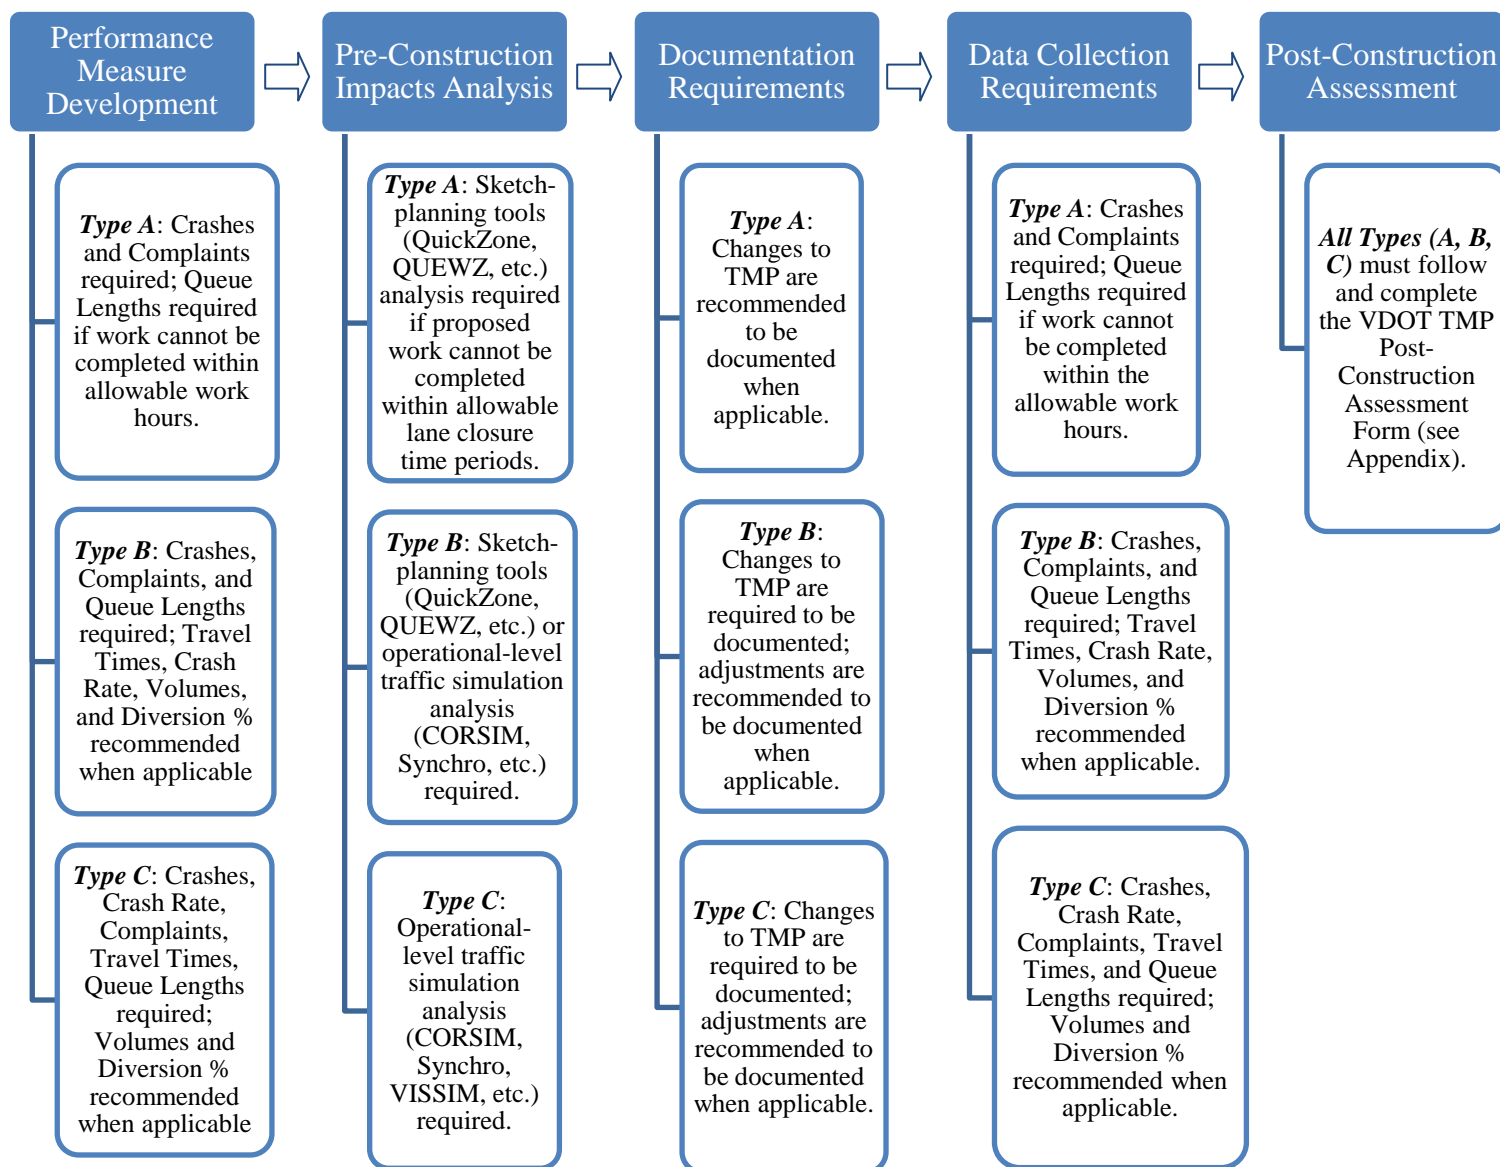 Performance
Measure
Development
Pre-Construction
Impacts Analysis
Documentation
Requirements
Data Collection
Requirements
Post-Construction
Assessment
Type A: Crashes
and Complaints
required; Queue
Lengths required
if work cannot be
completed within
allowable work
hours.
Type B: Crashes,
Complaints, and
Queue Lengths
required; Travel
Times, Crash
Rate, Volumes,
and Diversion %
recommended
when applicable
Type C: Crashes,
Crash Rate,
Complaints,
Travel Times,
Queue Lengths
required;
Volumes and
Diversion %
recommended
when applicable
Type A: Sketch-
planning tools
(QuickZone,
QUEWZ, etc.)
analysis required
if proposed
work cannot be
completed
within allowable
lane closure
time periods.
Type B: Sketch-
planning tools
(QuickZone,
QUEWZ, etc.) or
operational-level
traffic simulation
analysis
(CORSIM,
Synchro, etc.)
required.
Type C:
Operational-
level traffic
simulation
analysis
(CORSIM,
Synchro,
VISSIM, etc.)
required.
Type A:
Changes to
TMP are
recommended
to be
documented
when
applicable.
Type B:
Changes to
TMP are
required to be
documented;
adjustments are
recommended to
be documented
when
applicable.
Type C: Changes
to TMP are
required to be
documented;
adjustments are
recommended to
be documented
when applicable.
Type A: Crashes
and Complaints
required; Queue
Lengths required
if work cannot
be completed
within the
allowable work
hours.
Type B: Crashes,
Complaints, and
Queue Lengths
required; Travel
Times, Crash Rate,
Volumes, and
Diversion %
recommended
when applicable.
Type C: Crashes,
Crash Rate,
Complaints, Travel
Times, and Queue
Lengths required;
Volumes and
Diversion %
recommended when
applicable.
All Types (A, B,
C) must follow
and complete
the VDOT TMP
Post-
Construction
Assessment
Form (see
Appendix).